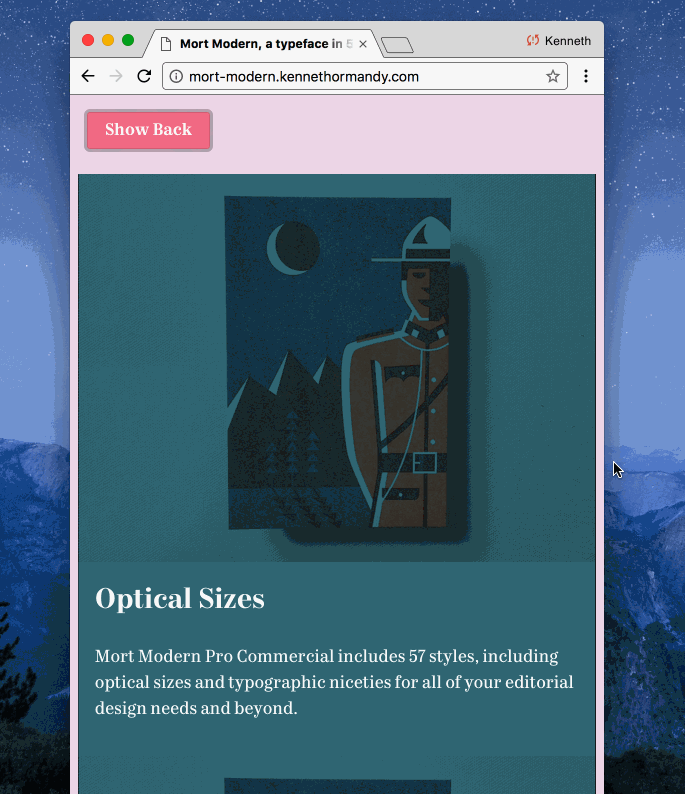 Mort Modern, a typeface in 5
Kenneth
mort-modern.kennethormandy.com
Show Back
Optical Sizes
Mort Modern Pro Commercial includes 57 styles, including
optical sizes and typographic niceties for all of your editorial
design needs and beyond.